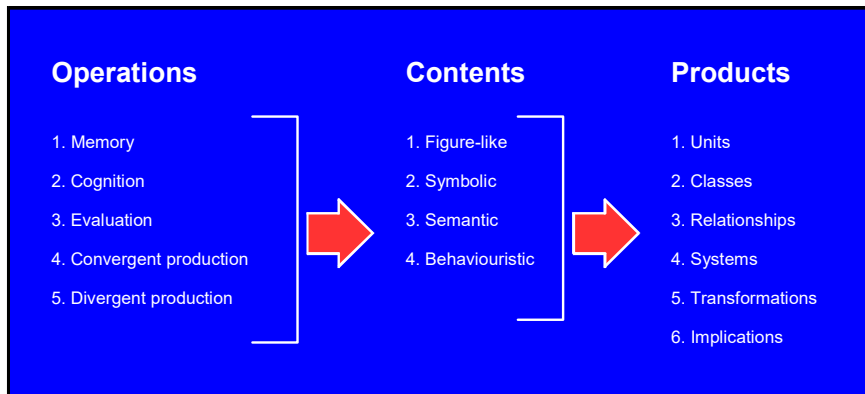 Operations
1. Memory
2. Cognition
3. Evaluation
4. Convergent production
5. Divergent production
Contents
1. Figure-like
2. Symbolic
3. Semantic
4. Behaviouristic
Products
1. Units
2. Classes
3. Relationships
4. Systems
5. Transformations
6. Implications